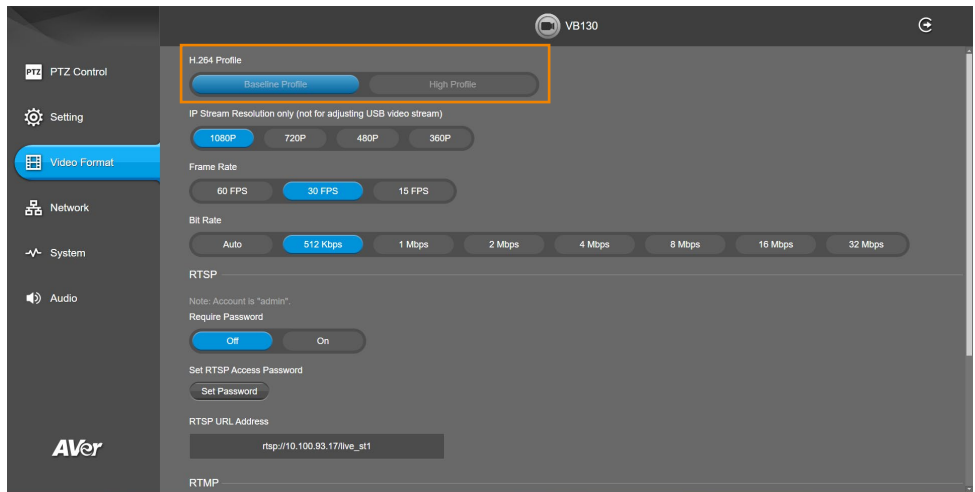 VB130
PTZ PTZ Control
Setting
Video Format
Network
System
Audio
AVer
H.264 Profile
Baseline Profile High Profile
IP Stream Resolution only (not for adjusting USB video stream)
1080P 720P 480P 360P
Frame Rate
60 FPS 30 FPS 15 FPS
Bit Rate
Auto 512 Kbps 1 Mbps 2 Mbps 4 Mbps 8 Mbps 16 Mbps 32 Mbps
RTSP
Note: Account is "admin".
Require Password
Off On
Set RTSP Access Password
Set Password
RTSP URL Address
rtsp://10.100.93.17/live_st1
RTMP